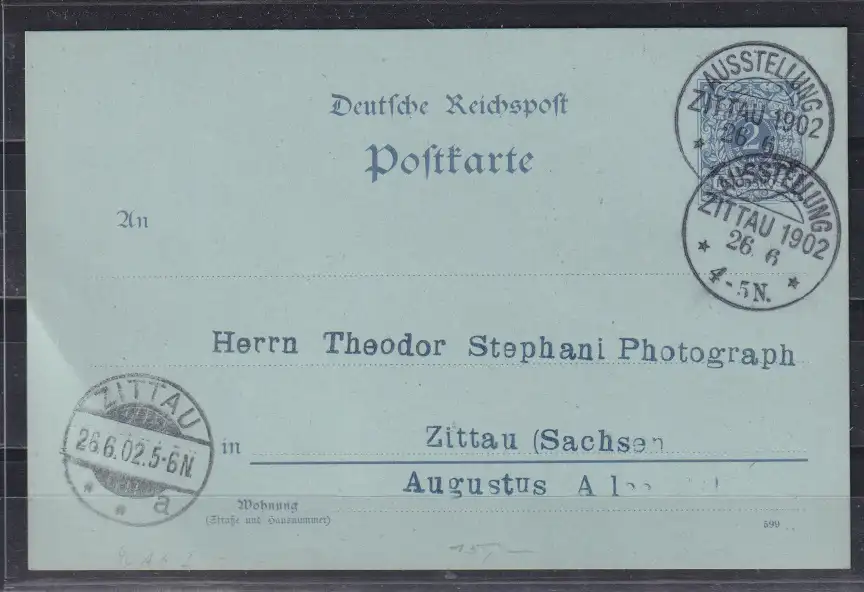 Deutsche Reichspost
Postkarte
AUSSTELLUNG
ZITTAU 1902
26 6
2
AUSSTELLUNG
ZITTAU 1902
26. 6
4-5N.
An
Herrn Theodor Stephani Photograph
ZITTAU
26.6.02.5-6N.
a
in
Zittau (Sachsen
Augustus
Wohnung
(Straße und Hausnummer)
599